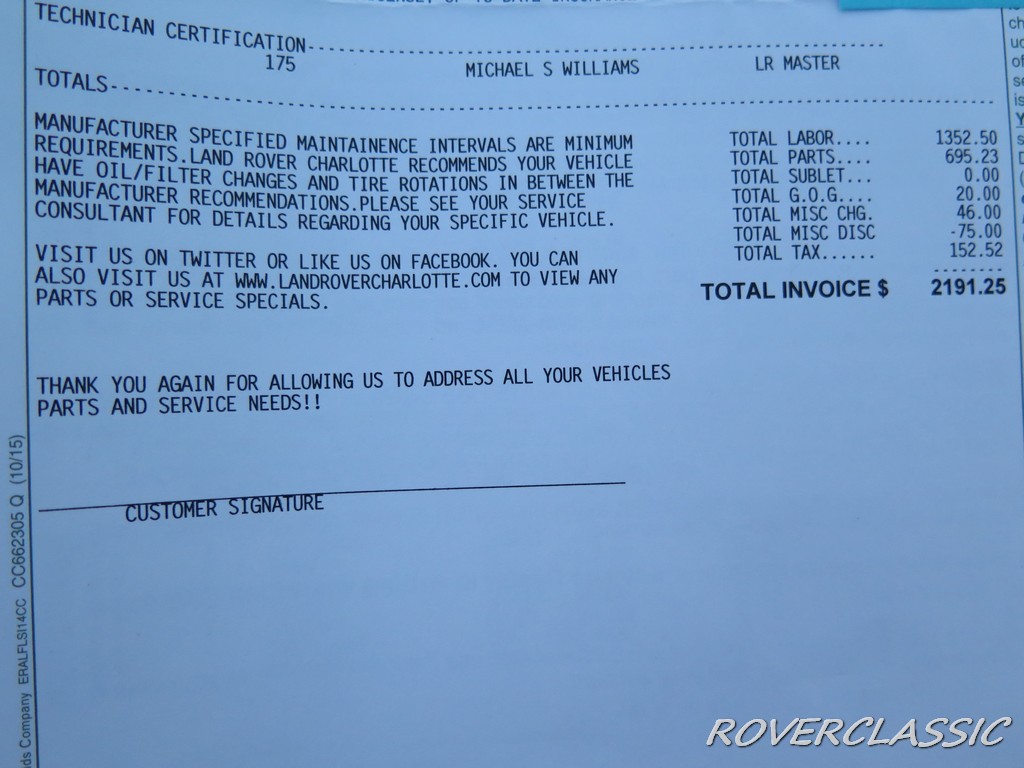 TECHNICIAN CERTIFICATION------------------------------------------------
175 MICHAEL S WILLIAMS LR MASTER
TOTALS------------------------------------------------------------------
MANUFACTURER SPECIFIED MAINTAINENCE INTERVALS ARE MINIMUM
REQUIREMENTS.LAND ROVER CHARLOTTE RECOMMENDS YOUR VEHICLE
HAVE OIL/FILTER CHANGES AND TIRE ROTATIONS IN BETWEEN THE
MANUFACTURER RECOMMENDATIONS.PLEASE SEE YOUR SERVICE
CONSULTANT FOR DETAILS REGARDING YOUR SPECIFIC VEHICLE.
VISIT US ON TWITTER OR LIKE US ON FACEBOOK. YOU CAN
ALSO VISIT US AT WWW.LANDROVERCHARLOTTE.COM TO VIEW ANY
PARTS OR SERVICE SPECIALS.
TOTAL LABOR.... 1352.50
TOTAL PARTS.... 695.23
TOTAL SUBLET... 0.00
TOTAL G.O.G.... 20.00
TOTAL MISC CHG. 46.00
TOTAL MISC DISC -75.00
TOTAL TAX...... 152.52
--------
TOTAL INVOICE $ 2191.25
THANK YOU AGAIN FOR ALLOWING US TO ADDRESS ALL YOUR VEHICLES
PARTS AND SERVICE NEEDS!!
CUSTOMER SIGNATURE
ds Company ERALFLSI14CC CC662305 Q (10/15)
ROVERCLASSIC